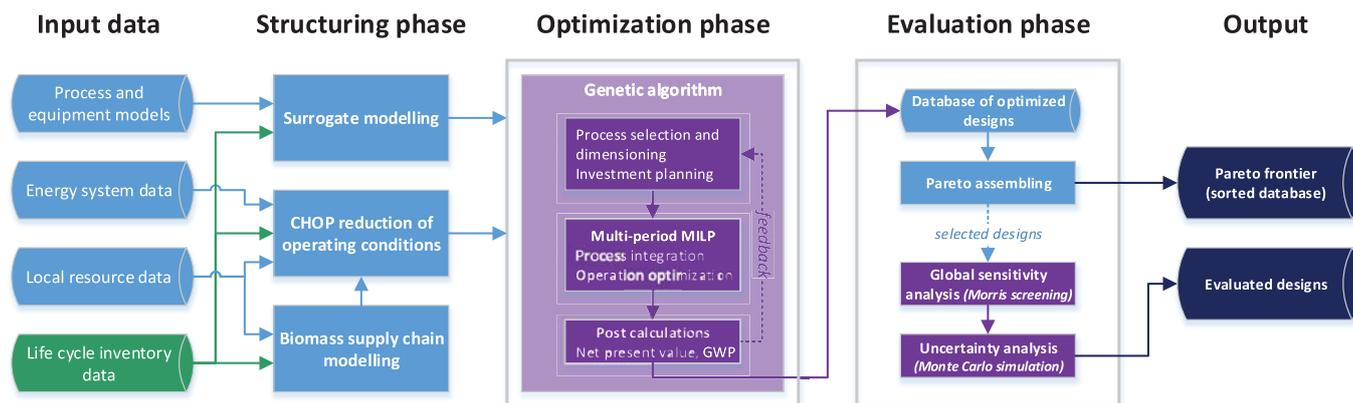 Input data
Structuring phase
Optimization phase
Evaluation phase
Output
Process and
equipment models
Energy system data
Local resource data
Life cycle inventory
data
Surrogate modelling
CHOP reduction of
operating conditions
Biomass supply chain
modelling
Genetic algorithm
Process selection and
dimensioning
Investment planning
Multi-period MILP
Process integration
Operation optimization
Post calculations
Net present value, GWP
feedback
Database of optimized
designs
Pareto assembling
selected designs
Global sensitivity
analysis (Morris screening)
Uncertainty analysis
(Monte Carlo simulation)
Pareto frontier
(sorted database)
Evaluated designs